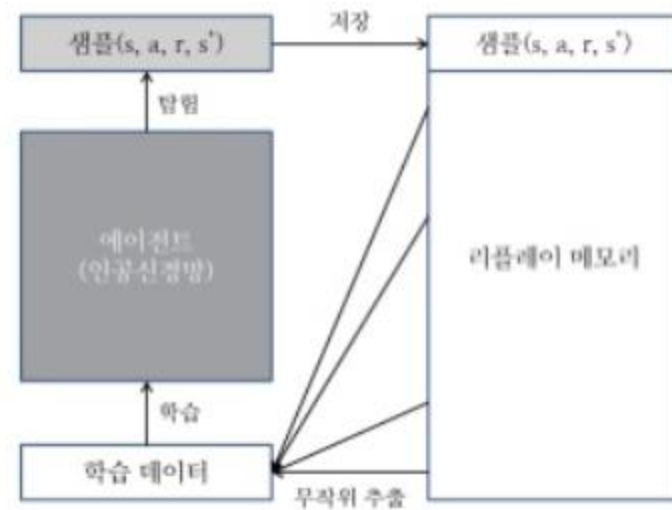 샘플(s, a, r, s')
저장
샘플(s, a, r, s')
탐험
에이전트
(인공신경망)
리플레이 메모리
학습
학습 데이터
무작위 추출